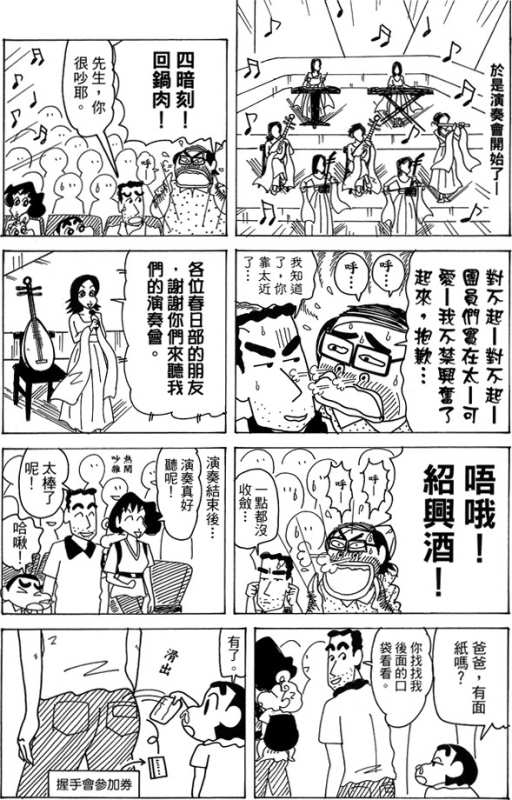 於是演奏會開始了—
四暗刻!
回鍋肉!
先生,你
很吵耶。
呼…
對不起—對不起—
團員們實在太—可
愛—我不禁興奮了
起來,抱歉…
呼…
呼…
我知道
了,你
靠太近
了…
各位春日部的朋友
,謝謝你們來聽我
們的演奏會。
唔哦!
紹興酒!
呼…
呼…
一點都沒
收斂…
演奏結束後…
演奏真好
聽呢!
熱鬧
吵雜
太棒了
呢!
哈啾!
爸爸,有面
紙嗎?
你找找我
後面的口
袋看看。
有了。
滑出
握手會參加券